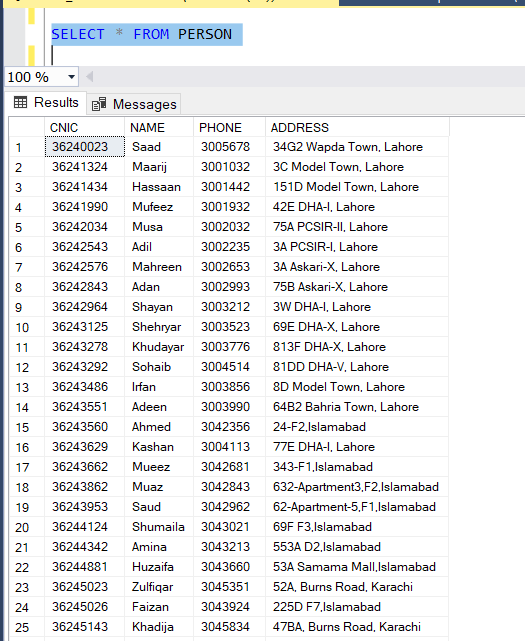 SELECT * FROM PERSON
100 %
Results Messages
CNIC NAME PHONE ADDRESS
1 36240023 Saad 3005678 34G2 Wapda Town, Lahore
2 36241324 Maarij 3001032 3C Model Town, Lahore
3 36241434 Hassaan 3001442 151D Model Town, Lahore
4 36241990 Mufeez 3001932 42E DHA-I, Lahore
5 36242034 Musa 3002032 75A PCSIR-II, Lahore
6 36242543 Adil 3002235 3A PCSIR-I, Lahore
7 36242576 Mahreen 3002653 3A Askari-X, Lahore
8 36242843 Adan 3002993 75B Askari-X, Lahore
9 36242964 Shayan 3003212 3W DHA-I, Lahore
10 36243125 Shehryar 3003523 69E DHA-X, Lahore
11 36243278 Khudayar 3003776 813F DHA-X, Lahore
12 36243292 Sohaib 3004514 81DD DHA-V, Lahore
13 36243486 Irfan 3003856 8D Model Town, Lahore
14 36243551 Adeen 3003990 64B2 Bahria Town, Lahore
15 36243560 Ahmed 3042356 24-F2,Islamabad
16 36243629 Kashan 3004113 77E DHA-I, Lahore
17 36243662 Mueez 3042681 343-F1,Islamabad
18 36243862 Muaz 3042843 632-Apartment3,F2,Islamabad
19 36243953 Saud 3042962 62-Apartment-5,F1,Islamabad
20 36244124 Shumaila 3043021 69F F3,Islamabad
21 36244342 Amina 3043213 553A D2,Islamabad
22 36244881 Huzaifa 3043660 53A Samama Mall,Islamabad
23 36245023 Zulfiqar 3045351 52A, Burns Road, Karachi
24 36245026 Faizan 3043924 225D F7,Islamabad
25 36245143 Khadija 3045834 47BA, Burns Road, Karachi